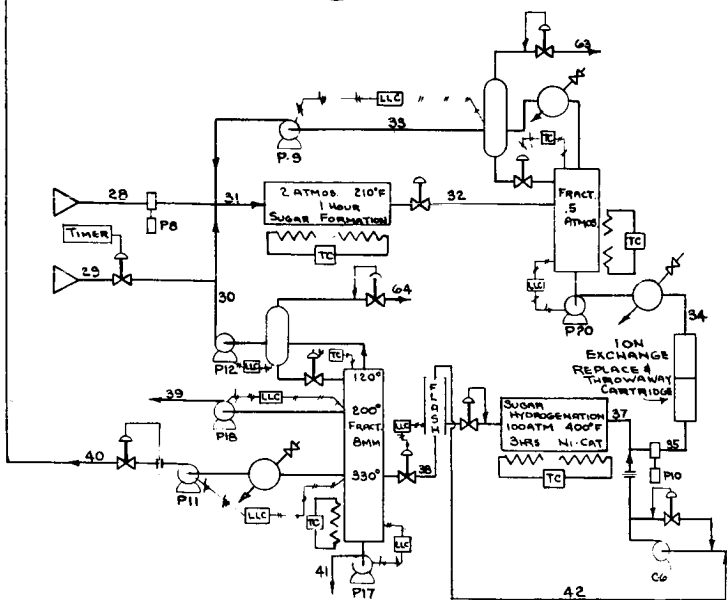 63
LLC
33
P-9
TC
28
31
2 ATMOS. 210°F
1 HOUR
SUGAR FORMATION
32
FRACT.
.5
ATMOS.
P8
TIMER
TC
TC
29
30
LLC
64
P20
34
P12
LLC
TC
ION
EXCHANGE
REPLACE &
THROWAWAY
CARTRIDGE
120°
39
LLC
200°
FLASH
SUGAR
HYDROGENATION
100ATM 400°F
3HRS NI-CAT
37
P18
FRACT.
8MM
LLC
35
40
330°
38
P10
P11
LLC
TC
TC
LLC
41
P17
C6
42